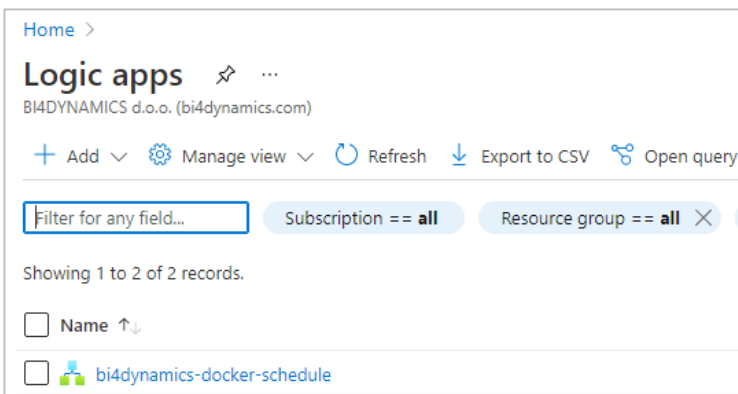 Home >
Logic apps ...
BI4DYNAMICS d.o.o. (bi4dynamics.com)
+ Add Manage view Refresh Export to CSV Open query
Filter for any field... Subscription == all Resource group == all ×
Showing 1 to 2 of 2 records.
Name ↑↓
bi4dynamics-docker-schedule